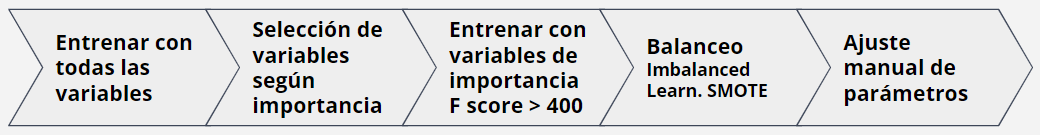 Entrenar con
todas las
variables
Selección de
variables
según
importancia
Entrenar con
variables de
importancia
F score > 400
Balanceo
Imbalanced
Learn. SMOTE
Ajuste
manual de
parámetros